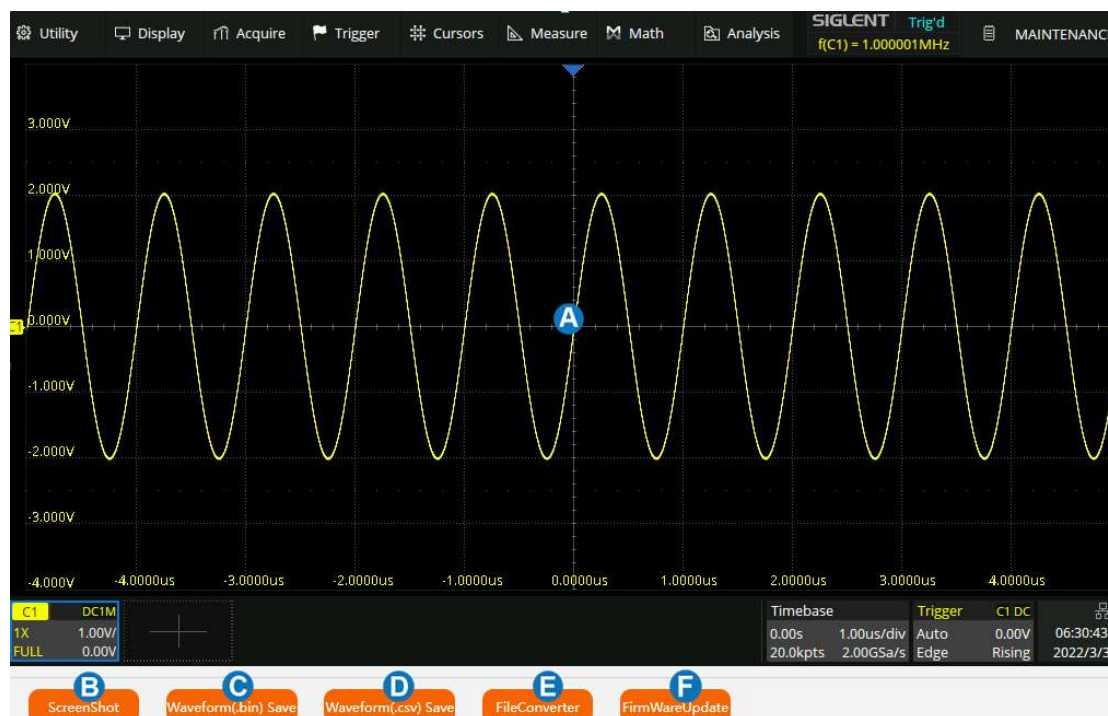 Utility Display Acquire Trigger Cursors Measure Math Analysis SIGLENT Trig'd MAINTENANC
f(C1) = 1.000001MHz
3.000V
2.000V
1.000V
C1 0.000V
A
-1.000V
-2.000V
-3.000V
-4.000V -4.0000us -3.0000us -2.0000us -1.0000us 0.0000us 1.0000us 2.0000us 3.0000us 4.0000us
C1 DC1M Timebase Trigger C1 DC
1X 1.00V/ 0.00s 1.00us/div Auto 0.00V 06:30:43
FULL 0.00V 20.0kpts 2.00GSa/s Edge Rising 2022/3/3
B C D E F
ScreenShot Waveform(.bin) Save Waveform(.csv) Save FileConverter FirmWareUpdate